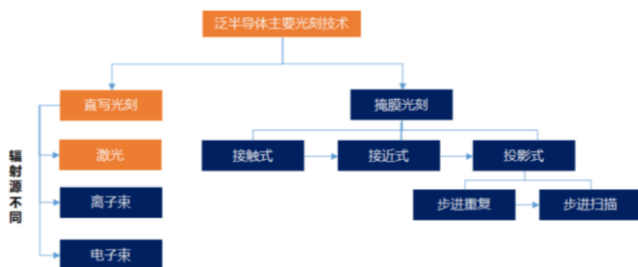 泛半导体主要光刻技术
直写光刻
掩膜光刻
激光
接触式
接近式
投影式
辐射源不同
离子束
步进重复
步进扫描
电子束